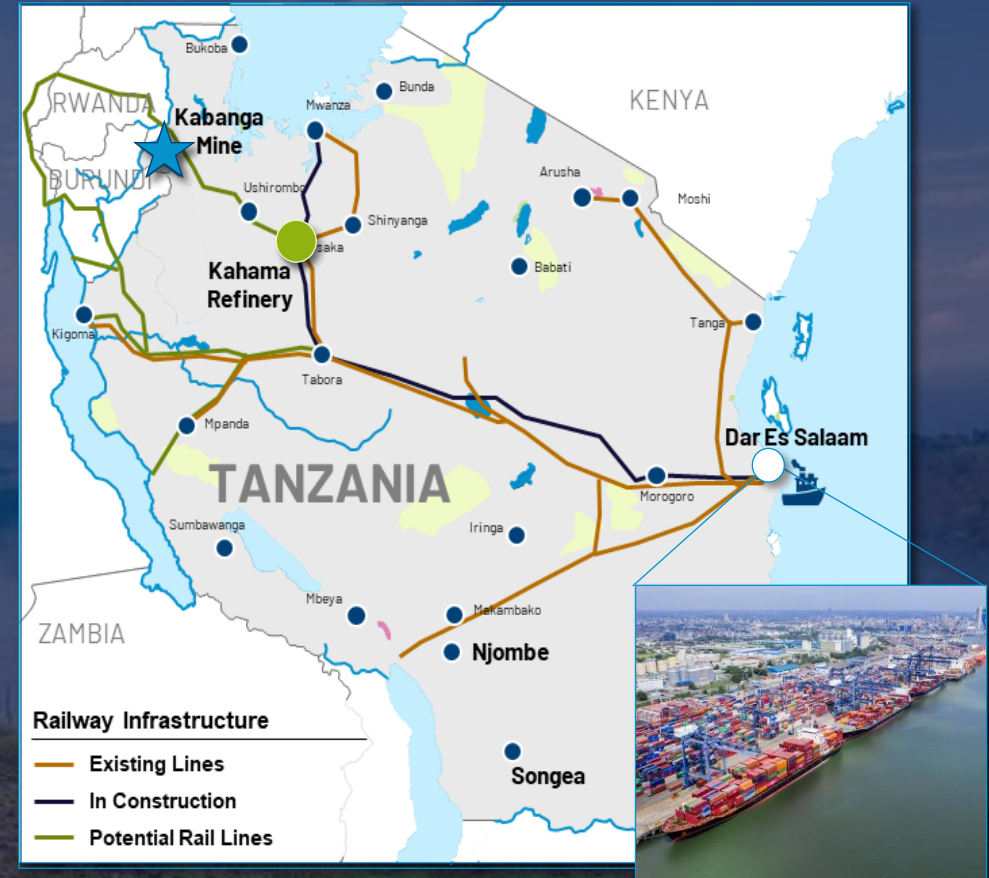 Bukoba
Bunda
KENYA
RWANDA
Mwanza
Kabanga
Mine
Arusha
BURUNDI
Ushirombo
Moshi
Shinyanga
saka
Babati
Kahama
Refinery
Kigoma
Tanga
Tabora
Mpanda
Dar Es Salaam
TANZANIA
Morogoro
Sumbawanga
Iringa
Mbeya
Makambako
ZAMBIA
Njombe
Songea
Railway Infrastructure
Existing Lines
In Construction
Potential Rail Lines